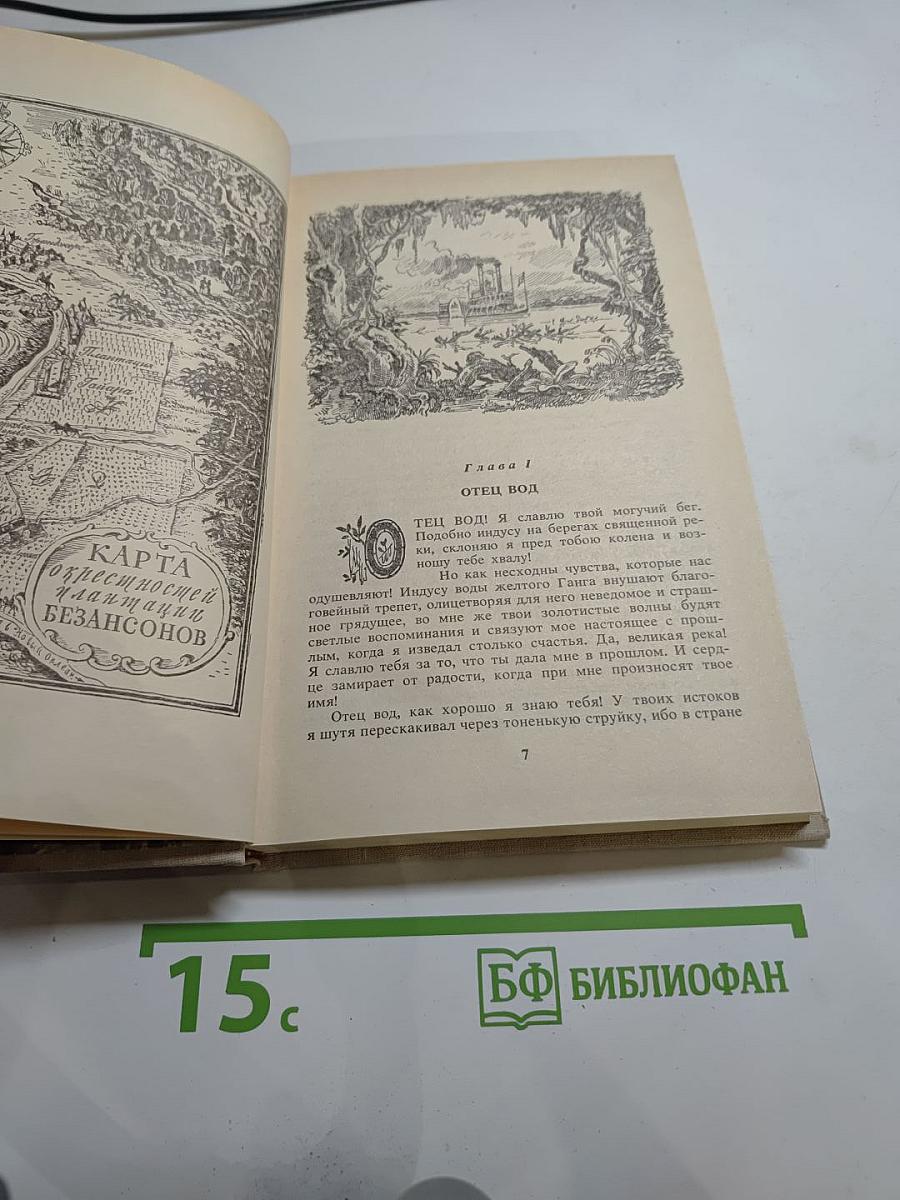 Плантация
Гайара
КАРТА
окрестностей
плантации
БЕЗАНСОНОВ
Глава I
ОТЕЦ ВОД
ОТЕЦ ВОД! Я славлю твой могучий бег.
Подобно индусу на берегах священной ре-
ки, склоняю я пред тобою колена и воз-
ношу тебе хвалу!
Но как несходны чувства, которые нас
одушевляют! Индусу воды желтого Ганга внушают благо-
говейный трепет, олицетворяя для него неведомое и страш-
ное грядущее, во мне же твои золотистые волны будят
светлые воспоминания и связуют мое настоящее с прош-
лым, когда я изведал столько счастья. Да, великая река!
Я славлю тебя за то, что ты дала мне в прошлом. И серд-
це замирает от радости, когда при мне произносят твое
имя!
Отец вод, как хорошо я знаю тебя! У твоих истоков
я шутя перескакивал через тоненькую струйку, ибо в стране
7
15 с
БФ БИБЛИОФАН